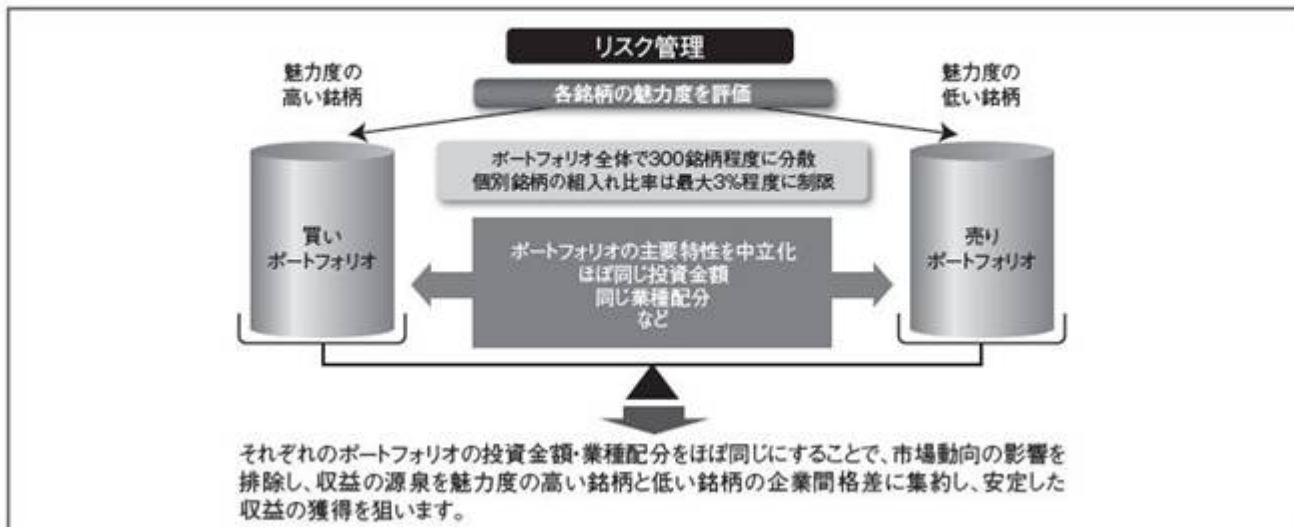 リスク管理
魅力度の
高い銘柄
各銘柄の魅力度を評価
魅力度の
低い銘柄
ポートフォリオ全体で300銘柄程度に分散
個別銘柄の組入れ比率は最大3%程度に制限
買い
ポートフォリオ
ポートフォリオの主要特性を中立化
ほぼ同じ投資金額
同じ業種配分
など
売り
ポートフォリオ
それぞれのポートフォリオの投資金額・業種配分をほぼ同じにすることで、市場動向の影響を
排除し、収益の源泉を魅力度の高い銘柄と低い銘柄の企業間格差に集約し、安定した
収益の獲得を狙います。